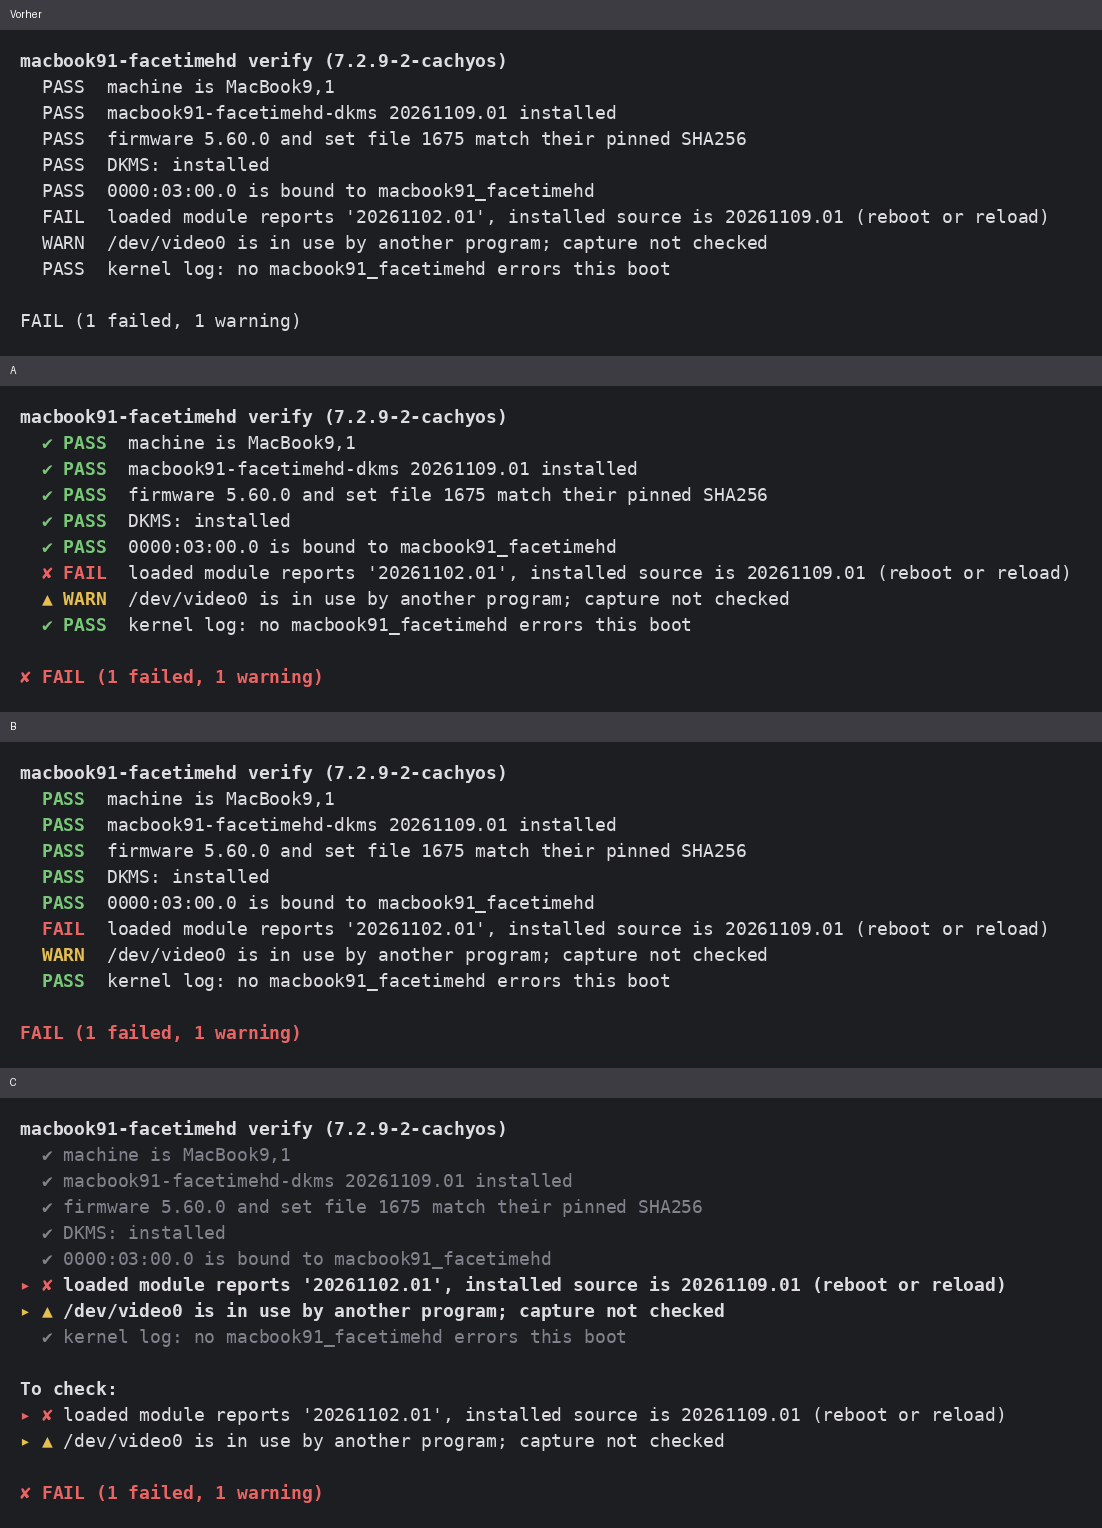 Vorher
macbook91-facetimehd verify (7.2.9-2-cachyos)
PASS  machine is MacBook9,1
PASS  macbook91-facetimehd-dkms 20261109.01 installed
PASS  firmware 5.60.0 and set file 1675 match their pinned SHA256
PASS  DKMS: installed
PASS  0000:03:00.0 is bound to macbook91_facetimehd
FAIL  loaded module reports '20261102.01', installed source is 20261109.01 (reboot or reload)
WARN  /dev/video0 is in use by another program; capture not checked
PASS  kernel log: no macbook91_facetimehd errors this boot
FAIL (1 failed, 1 warning)
A
macbook91-facetimehd verify (7.2.9-2-cachyos)
✔ PASS  machine is MacBook9,1
✔ PASS  macbook91-facetimehd-dkms 20261109.01 installed
✔ PASS  firmware 5.60.0 and set file 1675 match their pinned SHA256
✔ PASS  DKMS: installed
✔ PASS  0000:03:00.0 is bound to macbook91_facetimehd
✘ FAIL  loaded module reports '20261102.01', installed source is 20261109.01 (reboot or reload)
▲ WARN  /dev/video0 is in use by another program; capture not checked
✔ PASS  kernel log: no macbook91_facetimehd errors this boot
✘ FAIL (1 failed, 1 warning)
B
macbook91-facetimehd verify (7.2.9-2-cachyos)
PASS  machine is MacBook9,1
PASS  macbook91-facetimehd-dkms 20261109.01 installed
PASS  firmware 5.60.0 and set file 1675 match their pinned SHA256
PASS  DKMS: installed
PASS  0000:03:00.0 is bound to macbook91_facetimehd
FAIL  loaded module reports '20261102.01', installed source is 20261109.01 (reboot or reload)
WARN  /dev/video0 is in use by another program; capture not checked
PASS  kernel log: no macbook91_facetimehd errors this boot
FAIL (1 failed, 1 warning)
C
macbook91-facetimehd verify (7.2.9-2-cachyos)
✔ machine is MacBook9,1
✔ macbook91-facetimehd-dkms 20261109.01 installed
✔ firmware 5.60.0 and set file 1675 match their pinned SHA256
✔ DKMS: installed
✔ 0000:03:00.0 is bound to macbook91_facetimehd
▸ ✘ loaded module reports '20261102.01', installed source is 20261109.01 (reboot or reload)
▸ ▲ /dev/video0 is in use by another program; capture not checked
✔ kernel log: no macbook91_facetimehd errors this boot
To check:
▸ ✘ loaded module reports '20261102.01', installed source is 20261109.01 (reboot or reload)
▸ ▲ /dev/video0 is in use by another program; capture not checked
✘ FAIL (1 failed, 1 warning)